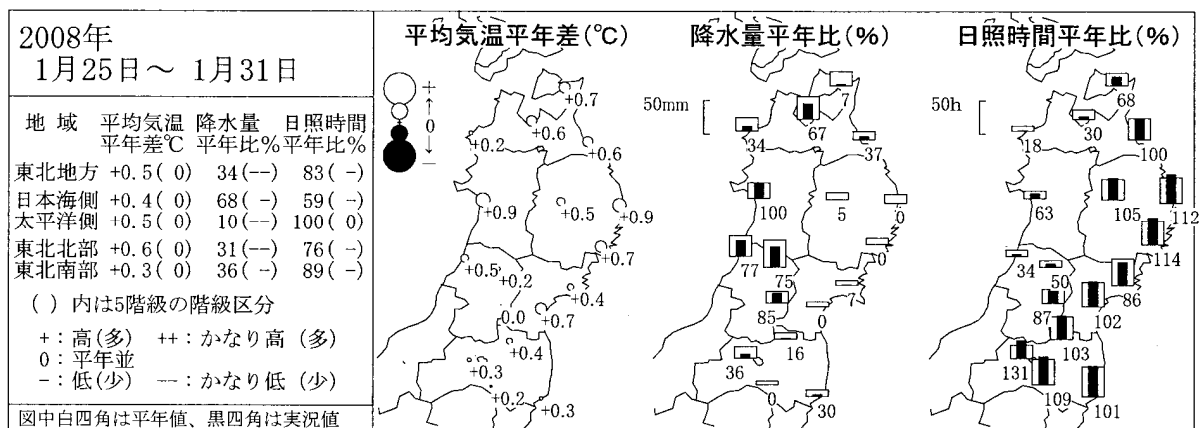 2008年
1月25日～ 1月31日
地 域 平均気温 降水量 日照時間
平年差℃ 平年比% 平年比%
東北地方 +0.5( 0) 34(--) 83( -)
日本海側 +0.4( 0) 68( -) 59( -)
太平洋側 +0.5( 0) 10(--) 100( 0)
東北北部 +0.6( 0) 31(--) 76( -)
東北南部 +0.3( 0) 36( -) 89( -)
( ) 内は5階級の階級区分
+：高(多) ++：かなり高 (多)
0：平年並
-：低(少) --：かなり低 (少)
図中白四角は平年値、黒四角は実況値
平均気温平年差(℃)
+
↑
0
↓
-
+0.7
+0.6
+0.2
+0.6
+0.9
+0.5
+0.9
+0.7
+0.5
+0.2
+0.4
0.0
+0.7
+0.4
+0.3
+0.2
+0.3
降水量平年比(%)
50mm
7
67
34
37
100
5
0
0
77
75
7
85
0
16
36
0
30
日照時間平年比(%)
50h
68
30
18
100
63
105
112
114
34
50
86
87
102
103
131
109
101